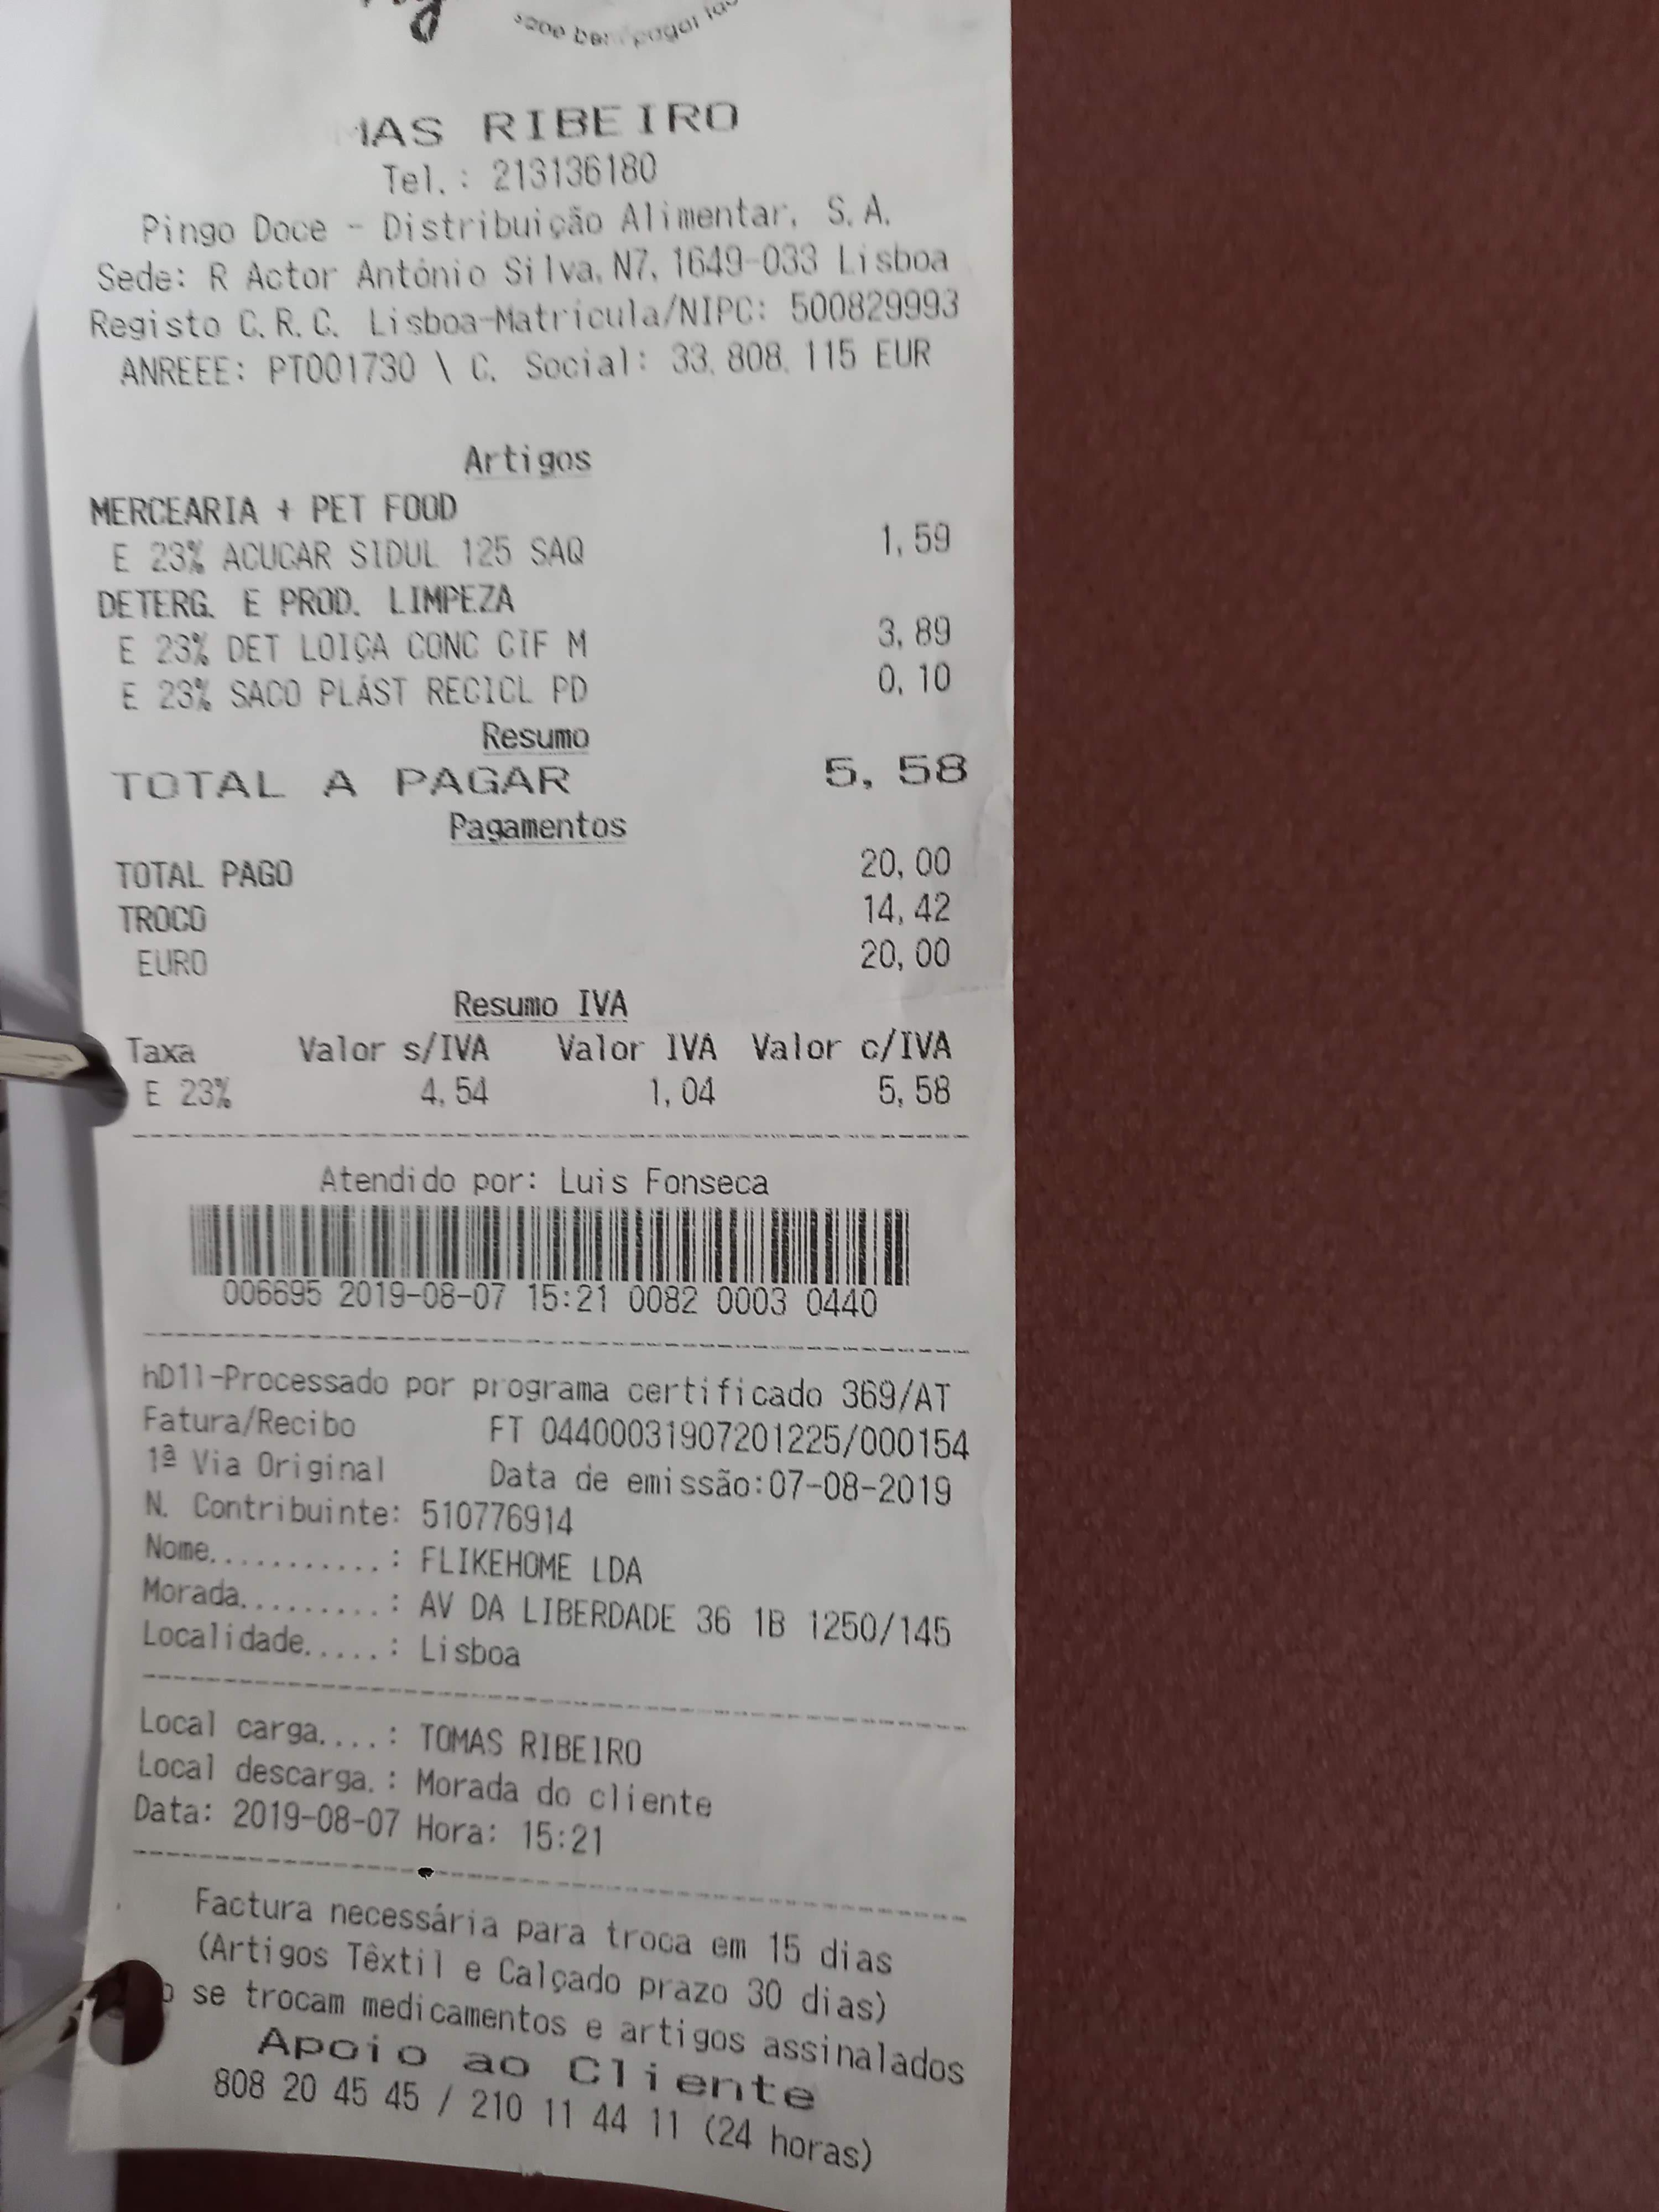 bem pagar
MAS RIBEIRO
Tel.: 213136180
Pingo Doce - Distribuição Alimentar, S.A.
Sede: R Actor António Silva,N7, 1649-033 Lisboa
Registo C.R.C. Lisboa-Matricula/NIPC: 500829993
ANREEE: PT001730 \ C. Social: 33.808.115 EUR
Artigos
MERCEARIA + PET FOOD
E 23% ACUCAR SIDUL 125 SAQ 1,59
DETERG. E PROD. LIMPEZA
E 23% DET LOIÇA CONC CIF M 3,89
E 23% SACO PLÁST RECICL PD 0,10
Resumo
TOTAL A PAGAR 5,58
Pagamentos
TOTAL PAGO 20,00
TROCO 14,42
EURO 20,00
Resumo IVA
Taxa Valor s/IVA Valor IVA Valor c/IVA
E 23% 4,54 1,04 5,58
Atendido por: Luis Fonseca
006695 2019-08-07 15:21 0082 0003 0440
hD1l-Processado por programa certificado 369/AT
Fatura/Recibo FT 04400031907201225/000154
1ª Via Original Data de emissão:07-08-2019
N. Contribuinte: 510776914
Nome...........: FLIKEHOME LDA
Morada.........: AV DA LIBERDADE 36 1B 1250/145
Localidade.....: Lisboa
Local carga....: TOMAS RIBEIRO
Local descarga.: Morada do cliente
Data: 2019-08-07 Hora: 15:21
Factura necessária para troca em 15 dias
(Artigos Têxtil e Calçado prazo 30 dias)
o se trocam medicamentos e artigos assinalados
Apoio ao Cliente
808 20 45 45 / 210 11 44 11 (24 horas)